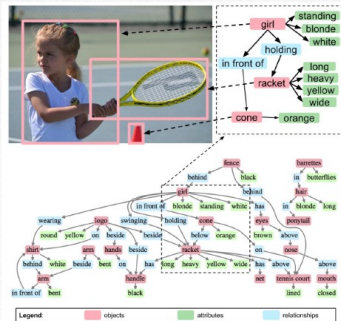 girl
standing
blonde
white
holding
in front of
racket
long
heavy
yellow
wide
cone
orange
fence
barrettes
behind
black
in
butterflies
girl
behind
hair
wearing
logo
in front of
blonde
standing
white
has
in
blonde
long
swinging
holding
cone
eyes
ponytail
round
yellow
on
beside
beside
below
orange
brown
above
above
shirt
arm
hands
racket
on
nose
behind
white
beside
bent
on
has
long
heavy
yellow
wide
has
above
above
arm
handle
net
tennis court
mouth
in front of
bent
black
lined
closed
Legend
objects
attributes
relationships